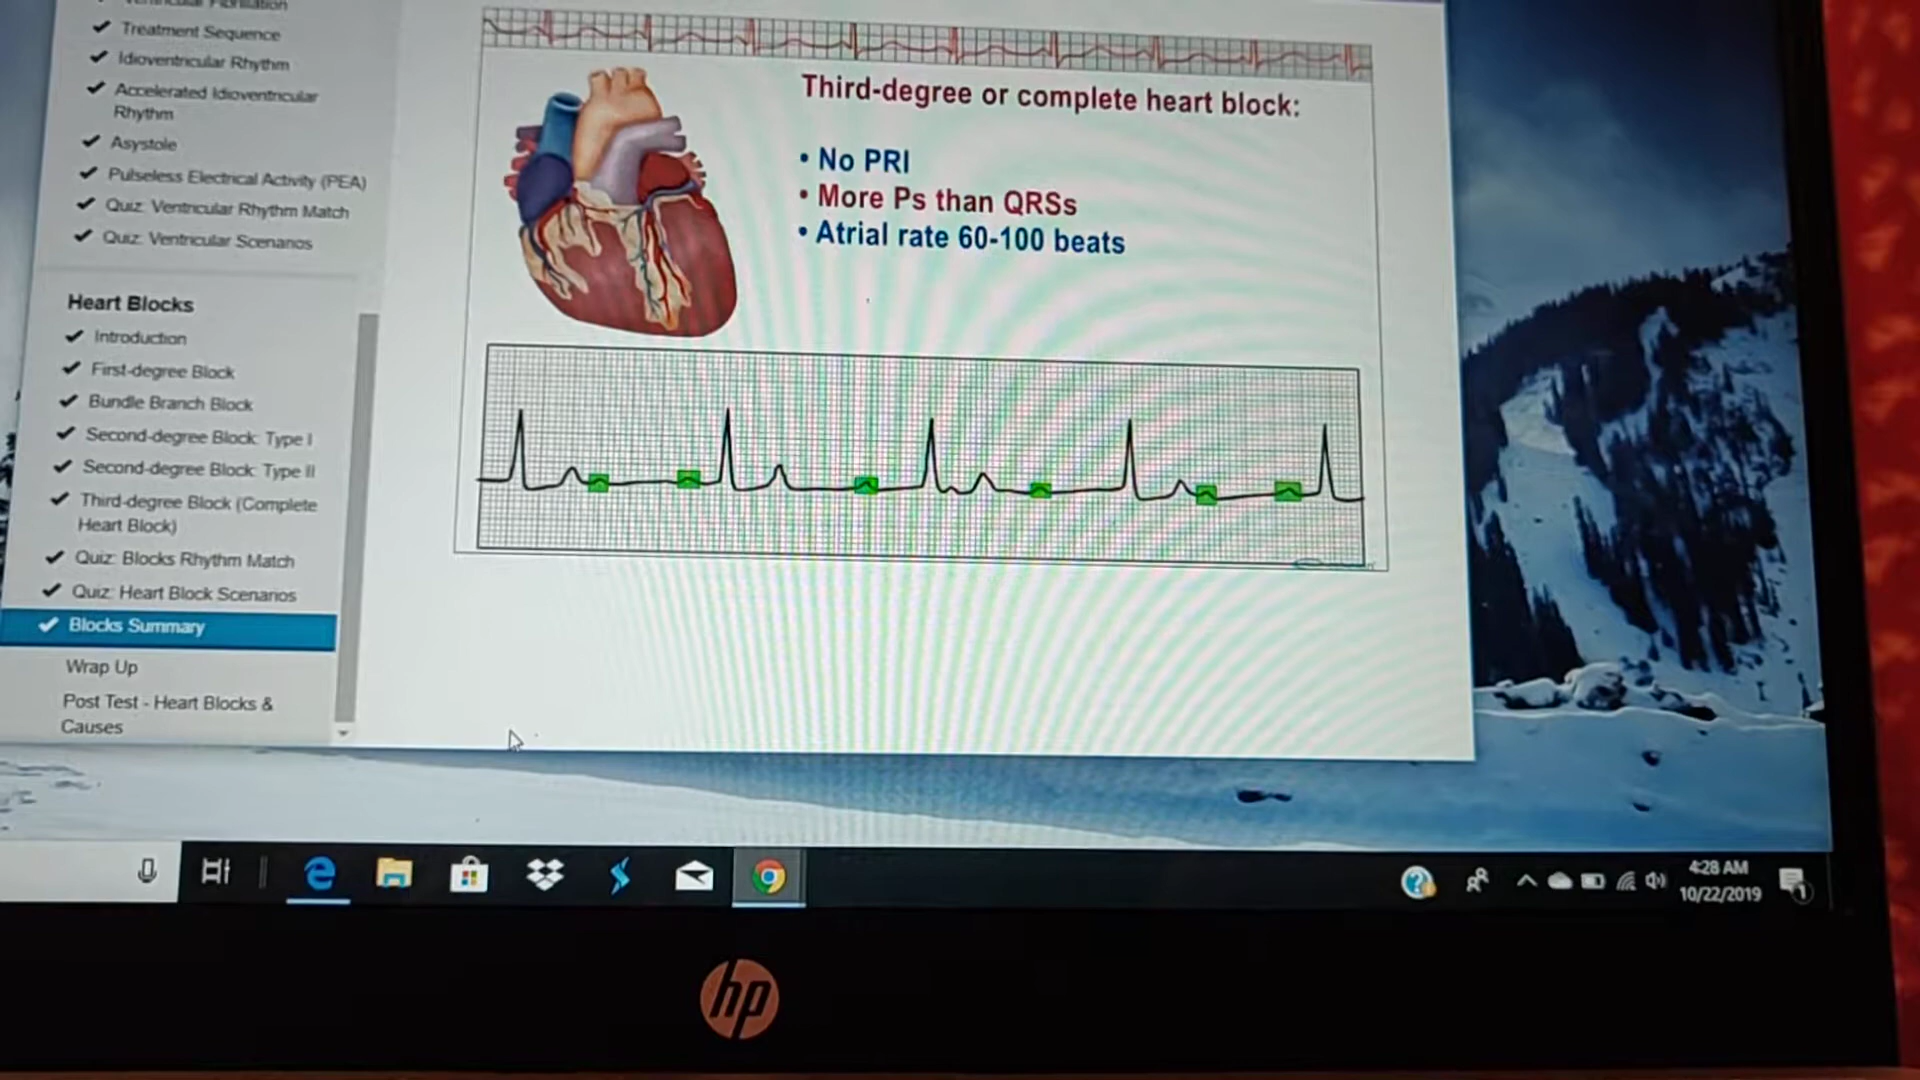 Ventricular Fibrillation
Treatment Sequence
Idioventricular Rhythm
Accelerated Idioventricular
Rhythm
Asystole
Pulseless Electrical Activity (PEA)
Quiz: Ventricular Rhythm Match
Quiz: Ventricular Scenarios
Heart Blocks
Introduction
First-degree Block
Bundle Branch Block
Second-degree Block: Type I
Second-degree Block: Type II
Third-degree Block (Complete
Heart Block)
Quiz: Blocks Rhythm Match
Quiz: Heart Block Scenarios
Blocks Summary
Wrap Up
Post Test - Heart Blocks &
Causes
Third-degree or complete heart block:
• No PRI
• More Ps than QRSs
• Atrial rate 60-100 beats
4:28 AM
10/22/2019
1
hp